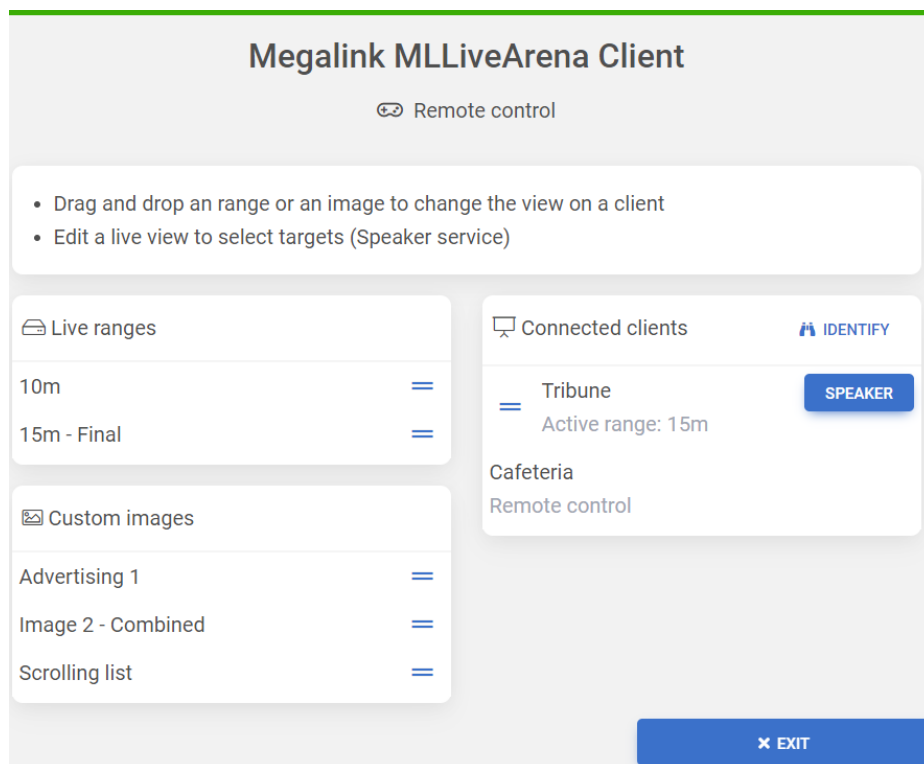 Megalink MLLiveArena Client
Remote control
Drag and drop an range or an image to change the view on a client
Edit a live view to select targets (Speaker service)
Live ranges
10m
15m - Final
Custom images
Advertising 1
Image 2 - Combined
Scrolling list
Connected clients
IDENTIFY
Tribune
SPEAKER
Active range: 15m
Cafeteria
Remote control
EXIT